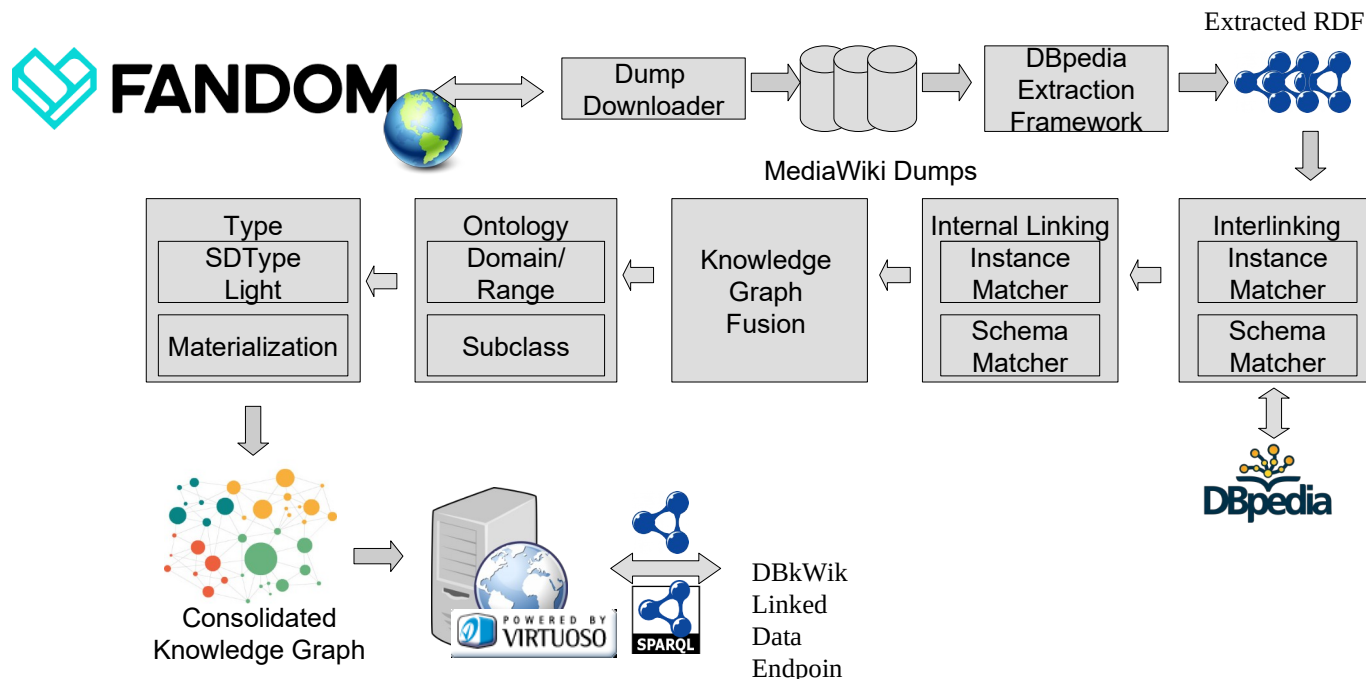 Extracted RDF
FANDOM
Dump
Downloader
DBpedia
Extraction
Framework
MediaWiki Dumps
Type
SDType
Light
Materialization
Ontology
Domain/
Range
Subclass
Knowledge
Graph
Fusion
Internal Linking
Instance
Matcher
Schema
Matcher
Interlinking
Instance
Matcher
Schema
Matcher
DBpedia
Consolidated
Knowledge Graph
POWERED BY
VIRTUOSO
SPARQL
DBkWik
Linked
Data
Endpoin